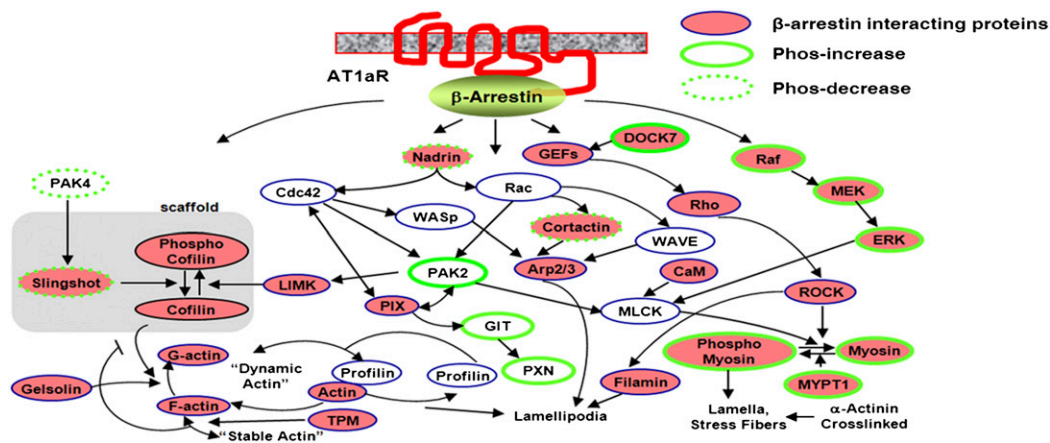 β-arrestin interacting proteins
Phos-increase
Phos-decrease
AT1aR
β-Arrestin
DOCK7
Nadrin
GEFs
Raf
PAK4
Cdc42
Rac
MEK
scaffold
WASp
Rho
Phospho
Cofilin
Cortactin
WAVE
ERK
Slingshot
LIMK
PAK2
Arp2/3
CaM
ROCK
Cofilin
PIX
MLCK
GIT
G-actin
“Dynamic
Actin”
Profilin
Profilin
PXN
Phospho
Myosin
Myosin
Gelsolin
Actin
Filamin
MYPT1
F-actin
TPM
Lamellipodia
Lamella,
Stress Fibers
α-Actinin
Crosslinked
“Stable Actin”